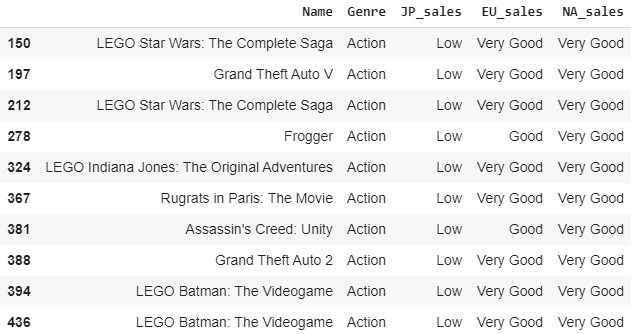 Name Genre JP_sales EU_sales NA_sales
150 LEGO Star Wars: The Complete Saga Action Low Very Good Very Good
197 Grand Theft Auto V Action Low Very Good Very Good
212 LEGO Star Wars: The Complete Saga Action Low Very Good Very Good
278 Frogger Action Low Good Very Good
324 LEGO Indiana Jones: The Original Adventures Action Low Very Good Very Good
367 Rugrats in Paris: The Movie Action Low Very Good Very Good
381 Assassin's Creed: Unity Action Low Good Very Good
388 Grand Theft Auto 2 Action Low Very Good Very Good
394 LEGO Batman: The Videogame Action Low Very Good Very Good
436 LEGO Batman: The Videogame Action Low Very Good Very Good